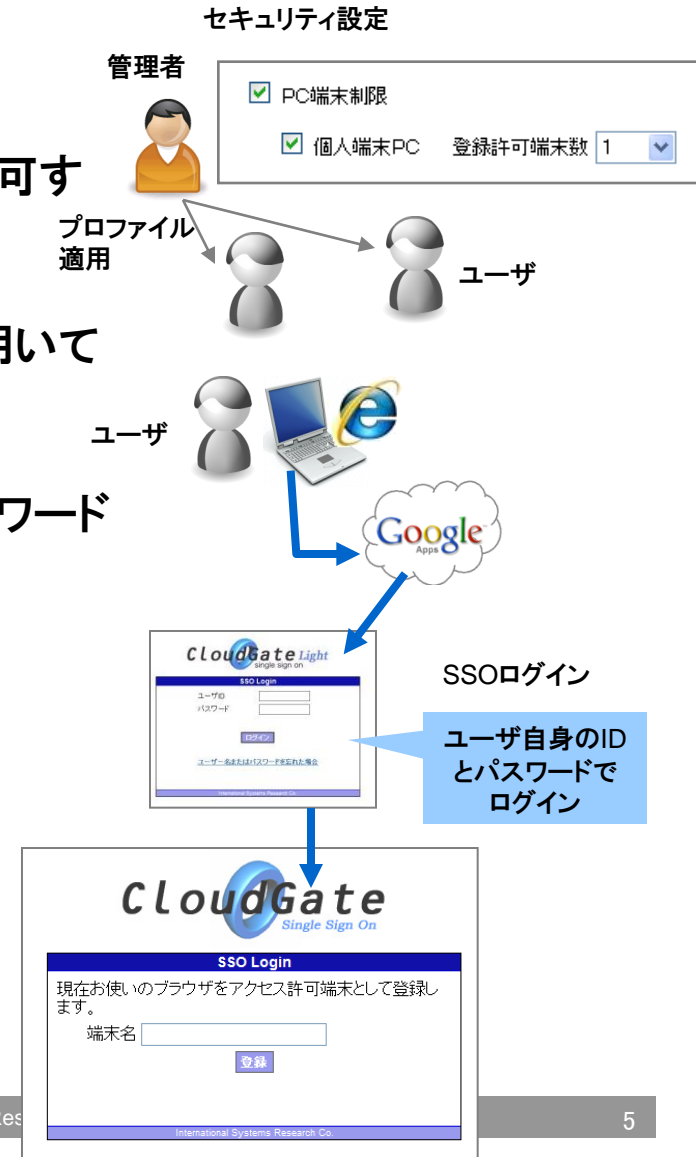 セキュリティ設定
管理者
PC端末制限
個人端末PC 登録許可端末数 1
可す
プロファイル
適用
ユーザ
用いて
ユーザ
ワード
Google
Apps
CloudGate Light
single sign on
SSO Login
ユーザID
パスワード
ログイン
ユーザー名またはパスワードを忘れた場合
International Systems Research Co.
SSOログイン
ユーザ自身のID
とパスワードで
ログイン
CloudGate
Single Sign On
SSO Login
現在お使いのブラウザをアクセス許可端末として登録し
ます。
端末名
登録
International Systems Research Co.
Res
5